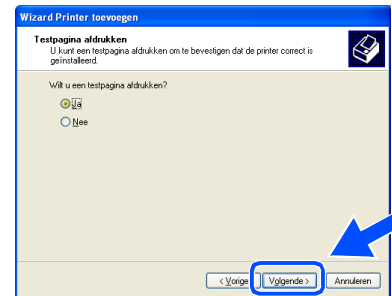 Wizard Printer toevoegen
Testpagina afdrukken
U kunt een testpagina afdrukken om te bevestigen dat de printer correct is
geïnstalleerd.
Wilt u een testpagina afdrukken?
Ja
Nee
< Vorige
Volgende >
Annuleren